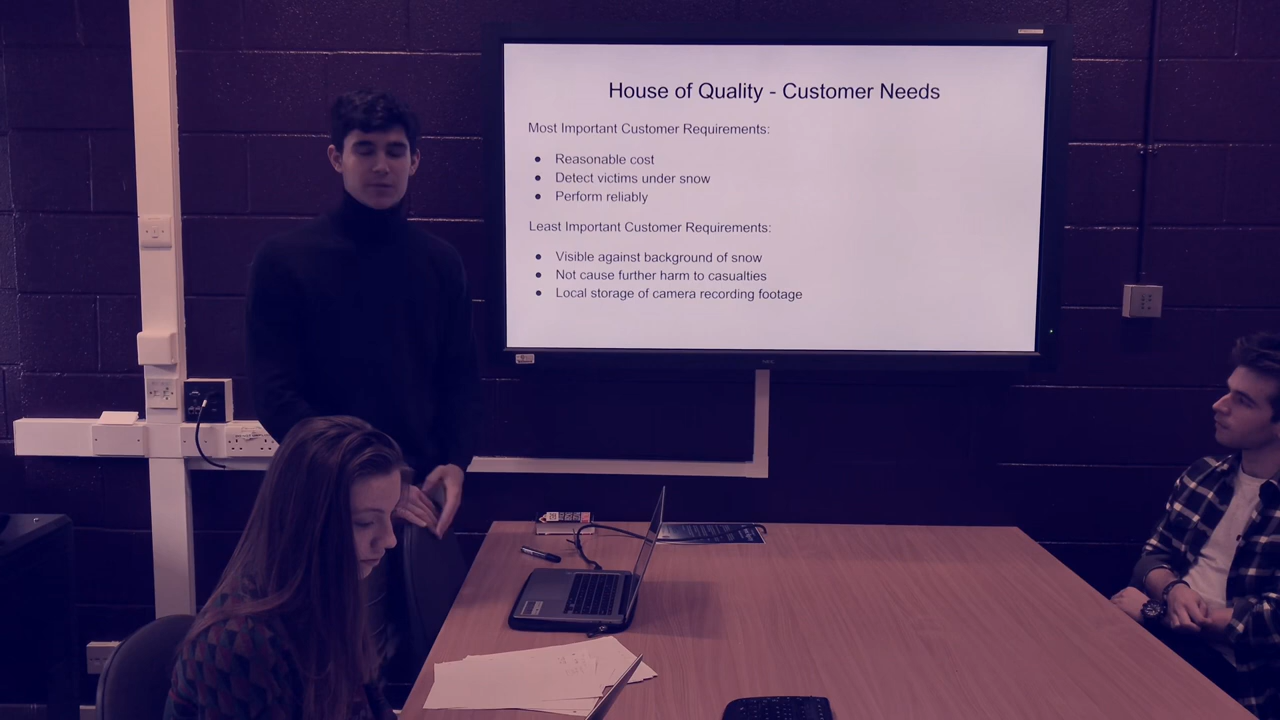 House of Quality - Customer Needs
Most Important Customer Requirements:
● Reasonable cost
● Detect victims under snow
● Perform reliably
Least Important Customer Requirements:
● Visible against background of snow
● Not cause further harm to casualties
● Local storage of camera recording footage